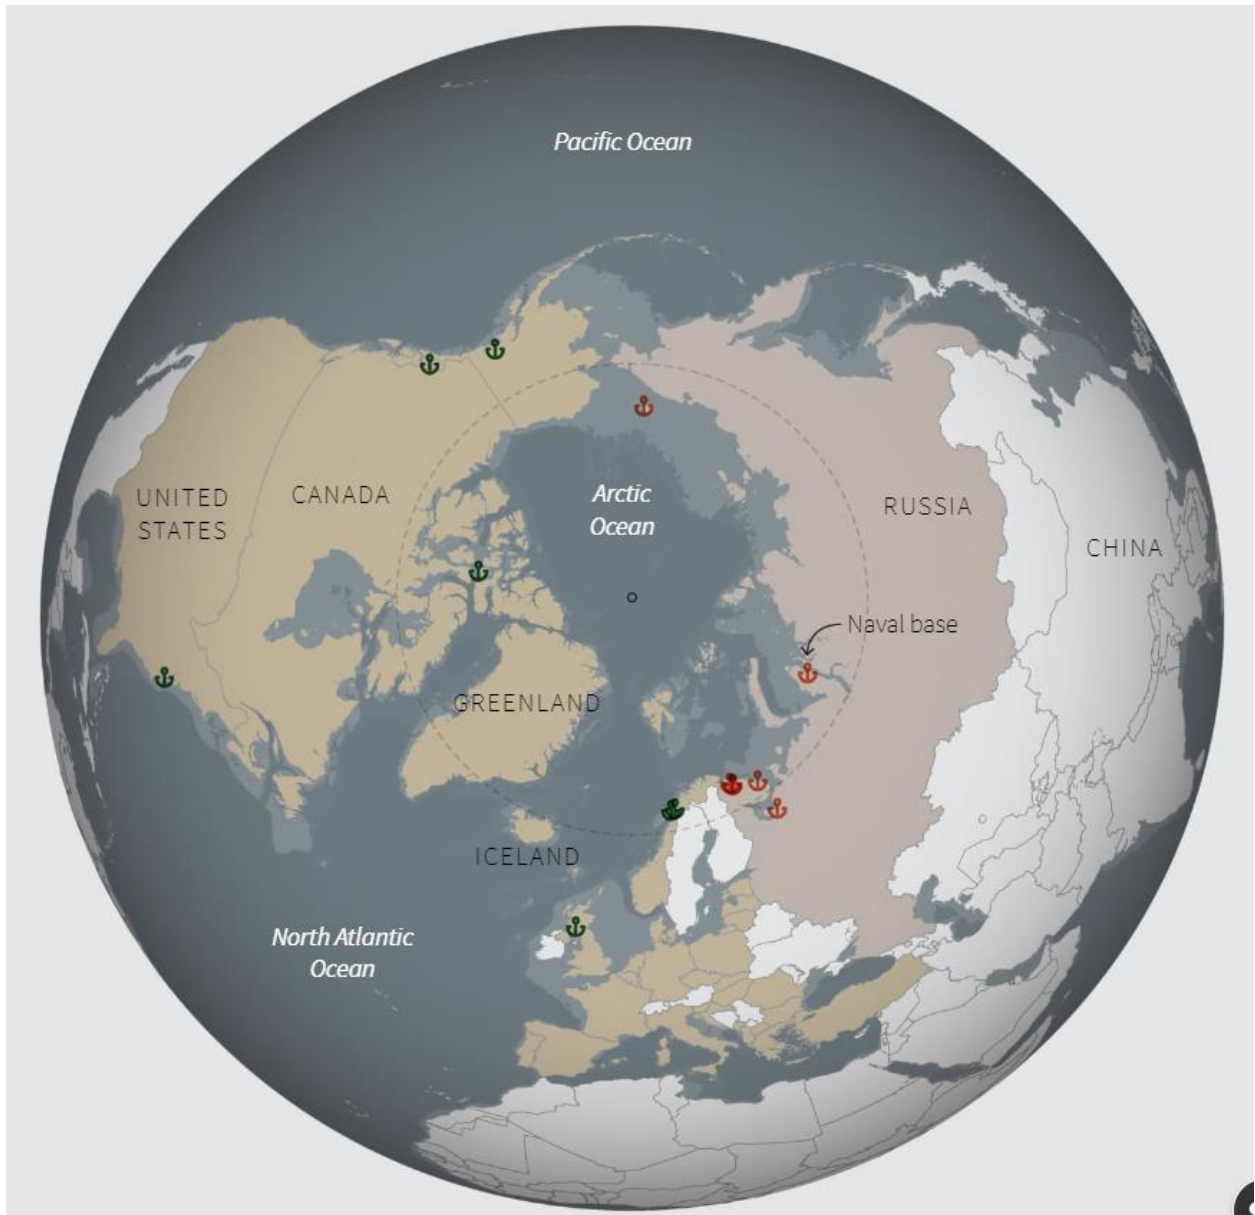 Pacific Ocean
UNITED
STATES
CANADA
Arctic
Ocean
RUSSIA
CHINA
Naval base
GREENLAND
ICELAND
North Atlantic
Ocean